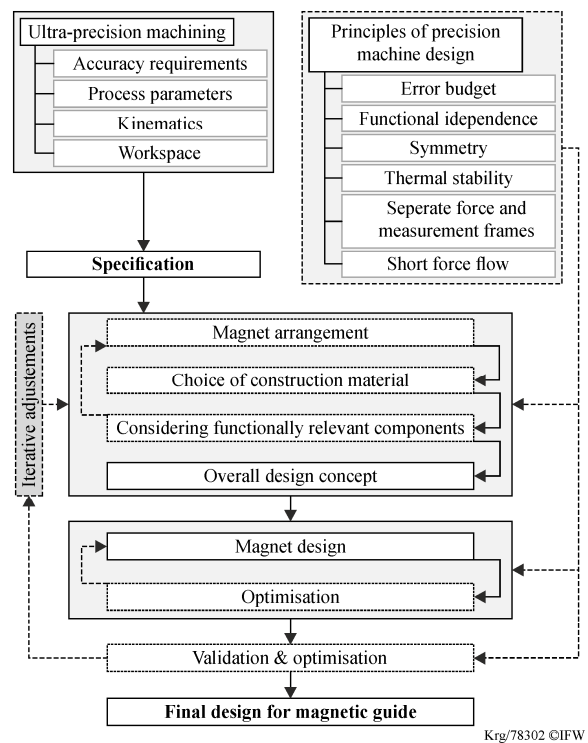 Ultra-precision machining
Accuracy requirements
Process parameters
Kinematics
Workspace
Principles of precision
machine design
Error budget
Functional idependence
Symmetry
Thermal stability
Seperate force and
measurement frames
Short force flow
Specification
Iterative adjustements
Magnet arrangement
Choice of construction material
Considering functionally relevant components
Overall design concept
Magnet design
Optimisation
Validation & optimisation
Final design for magnetic guide
Krg/78302 ©IFW